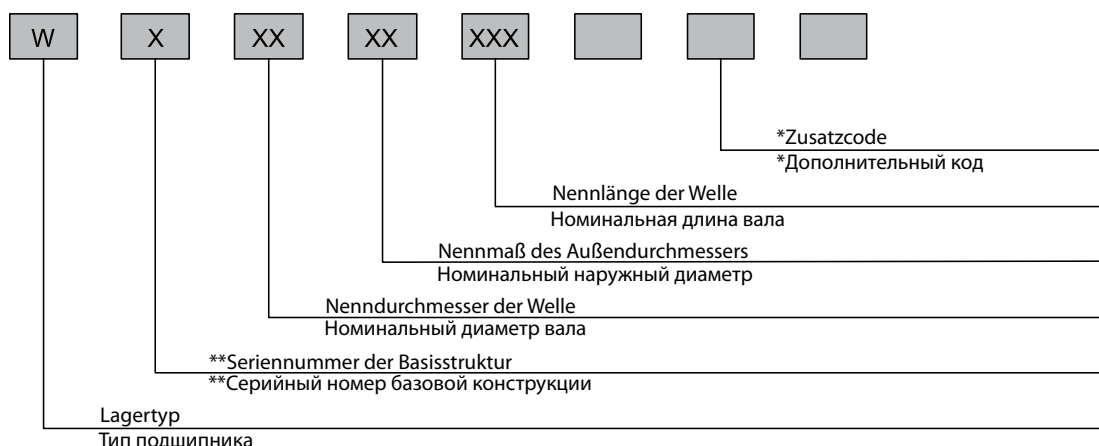 W X XX XX XXX
*Zusatzcode
*Дополнительный код
Nennlänge der Welle
Номинальная длина вала
Nennmaß des Außendurchmessers
Номинальный наружный диаметр
Nenndurchmesser der Welle
Номинальный диаметр вала
**Seriennummer der Basisstruktur
**Серийный номер базовой конструкции
Lagertyp
Тип подшипника